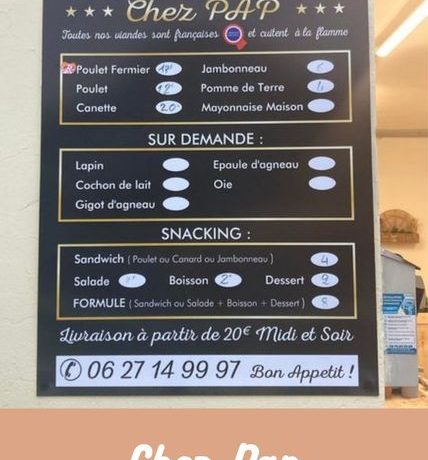 Chez PAP
Toutes nos viandes sont françaises et cuitent à la flamme
Poulet Fermier Jambonneau
Poulet Pomme de Terre 4
Canette 20 Mayonnaise Maison
SUR DEMANDE :
Lapin Epaule d'agneau
Cochon de lait Oie
Gigot d'agneau
SNACKING :
Sandwich ( Poulet ou Canard ou Jambonneau ) 4
Salade Boisson 2 Dessert 2
FORMULE ( Sandwich ou Salade + Boisson + Dessert ) 8
Livraison à partir de 20€ Midi et Soir
06 27 14 99 97 Bon Appetit !
Chez Pap